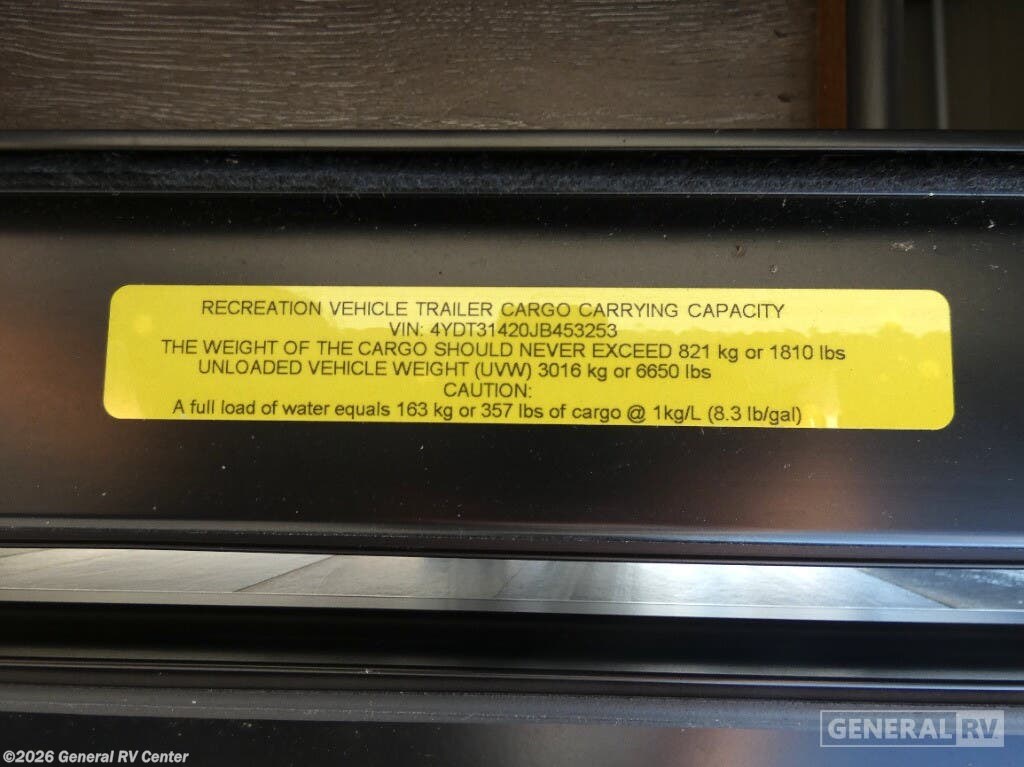 RECREATION VEHICLE TRAILER CARGO CARRYING CAPACITY
VIN: 4YDT31420JB453253
THE WEIGHT OF THE CARGO SHOULD NEVER EXCEED 821 kg or 1810 lbs
UNLOADED VEHICLE WEIGHT (UVW) 3016 kg or 6650 lbs
CAUTION:
A full load of water equals 163 kg or 357 lbs of cargo @ 1kg/L (8.3 lb/gal)
GENERAL RV
©2026 General RV Center